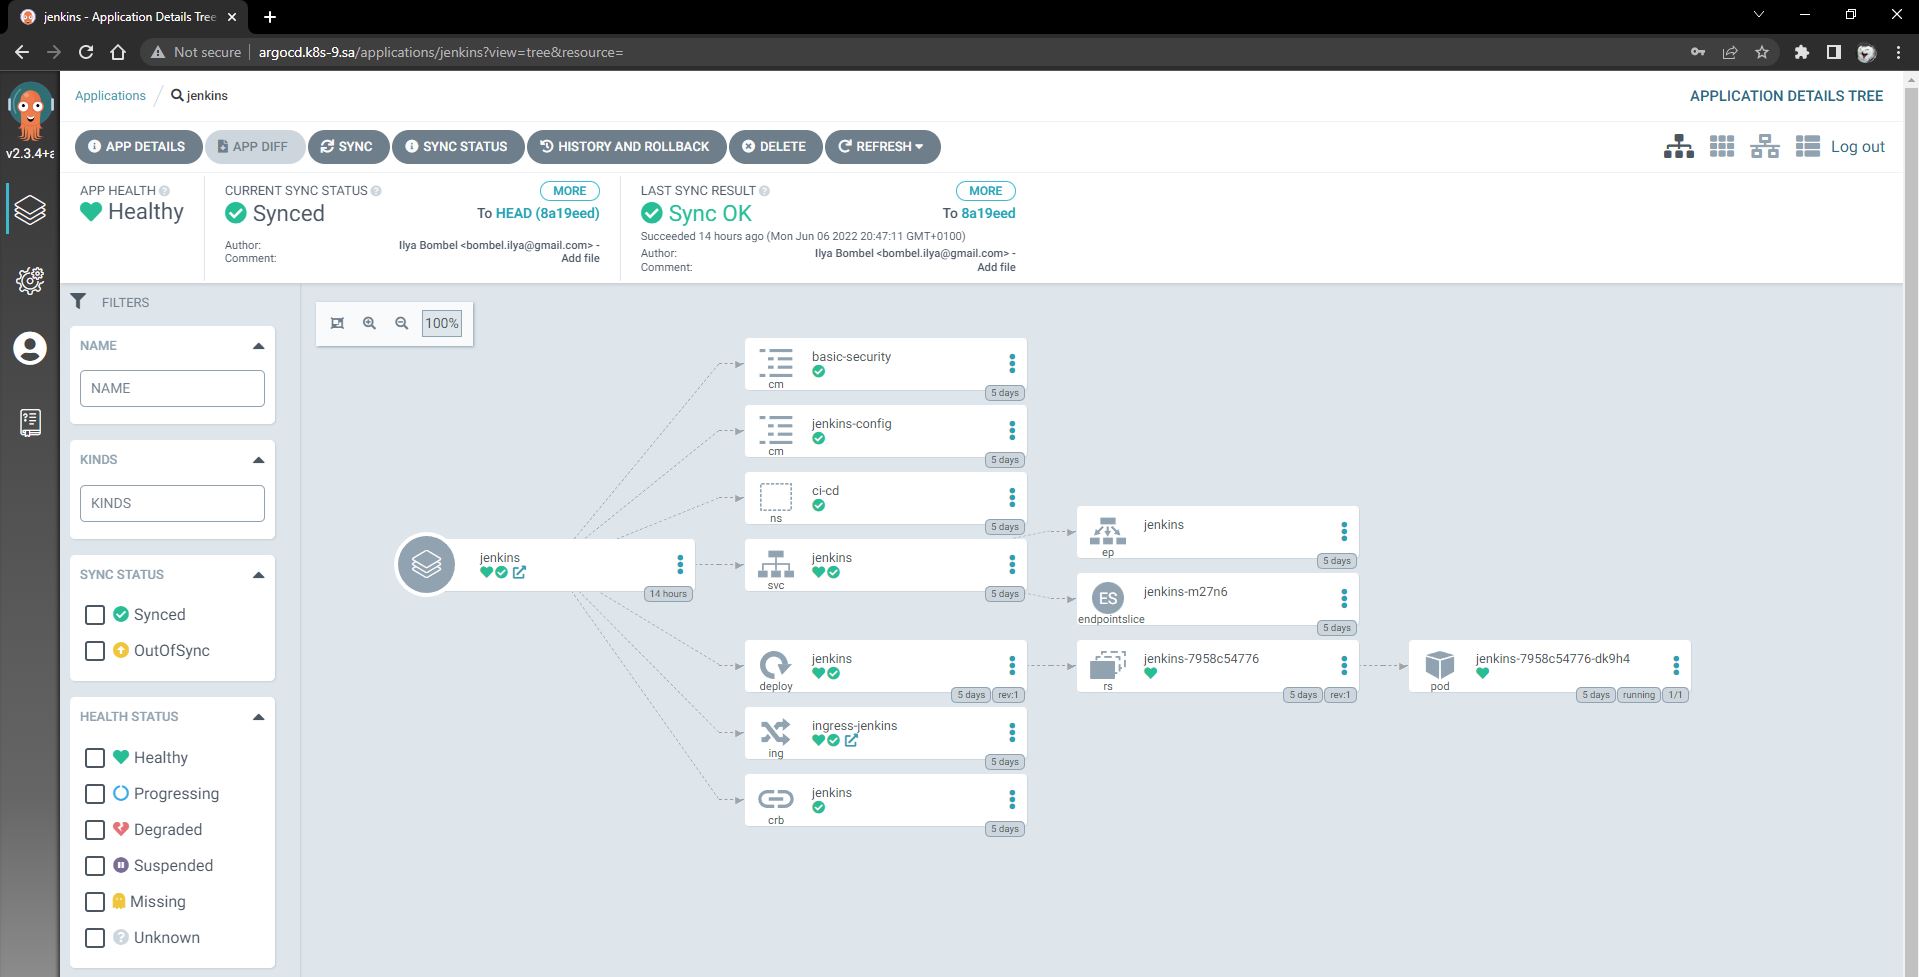 jenkins - Application Details Tree
Not secure
argocd.k8s-9.sa/applications/jenkins?view=tree&resource=
v2.3.4+a
Applications / jenkins
APPLICATION DETAILS TREE
APP DETAILS
APP DIFF
SYNC
SYNC STATUS
HISTORY AND ROLLBACK
DELETE
REFRESH
Log out
APP HEALTH
Healthy
CURRENT SYNC STATUS
MORE
Synced
To HEAD (8a19eed)
Author:
Ilya Bombel <bombel.ilya@gmail.com> -
Comment:
Add file
LAST SYNC RESULT
MORE
Sync OK
To 8a19eed
Succeeded 14 hours ago (Mon Jun 06 2022 20:47:11 GMT+0100)
Author:
Ilya Bombel <bombel.ilya@gmail.com> -
Comment:
Add file
FILTERS
NAME
NAME
KINDS
KINDS
SYNC STATUS
Synced
OutOfSync
HEALTH STATUS
Healthy
Progressing
Degraded
Suspended
Missing
Unknown
100%
jenkins
14 hours
basic-security
cm
5 days
jenkins-config
cm
5 days
ci-cd
ns
5 days
jenkins
svc
5 days
jenkins
ep
5 days
ES
jenkins-m27n6
endpointslice
5 days
jenkins
deploy
5 days
rev:1
jenkins-7958c54776
rs
5 days
rev:1
jenkins-7958c54776-dk9h4
pod
5 days
running
1/1
ingress-jenkins
ing
5 days
jenkins
crb
5 days